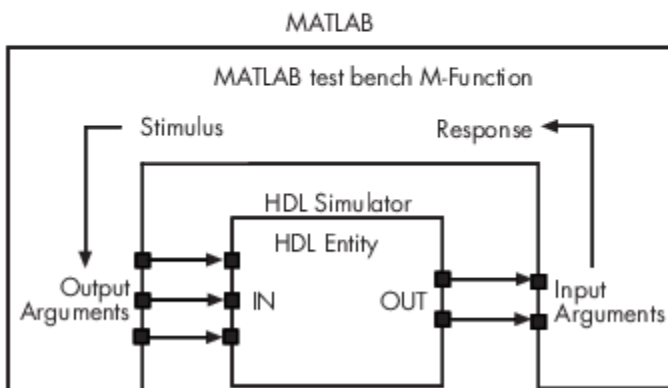 MATLAB
MATLAB test bench M-Function
Stimulus
Response
HDL Simulator
HDL Entity
Output
Arguments
IN
OUT
Input
Arguments